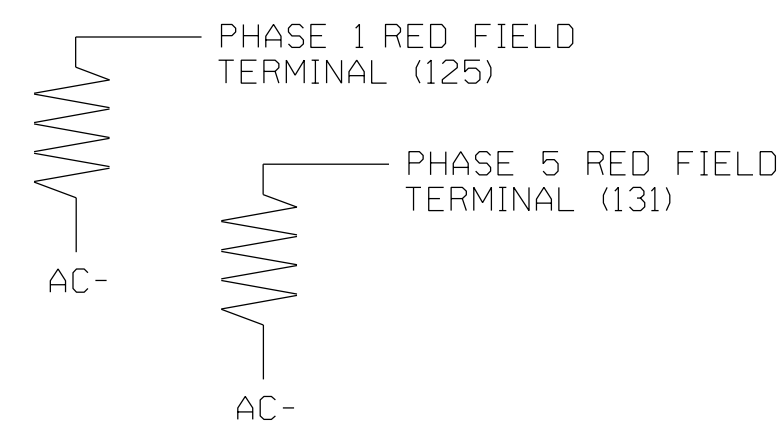 PHASE 1 RED FIELD
TERMINAL (125)
PHASE 5 RED FIELD
TERMINAL (131)
AC-
AC-